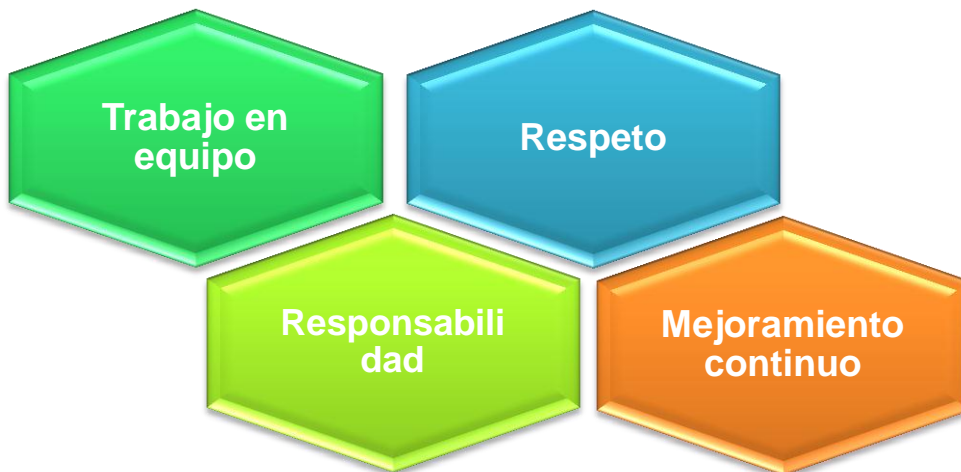 Trabajo en
equipo
Respeto
Responsabili
dad
Mejoramiento
continuo